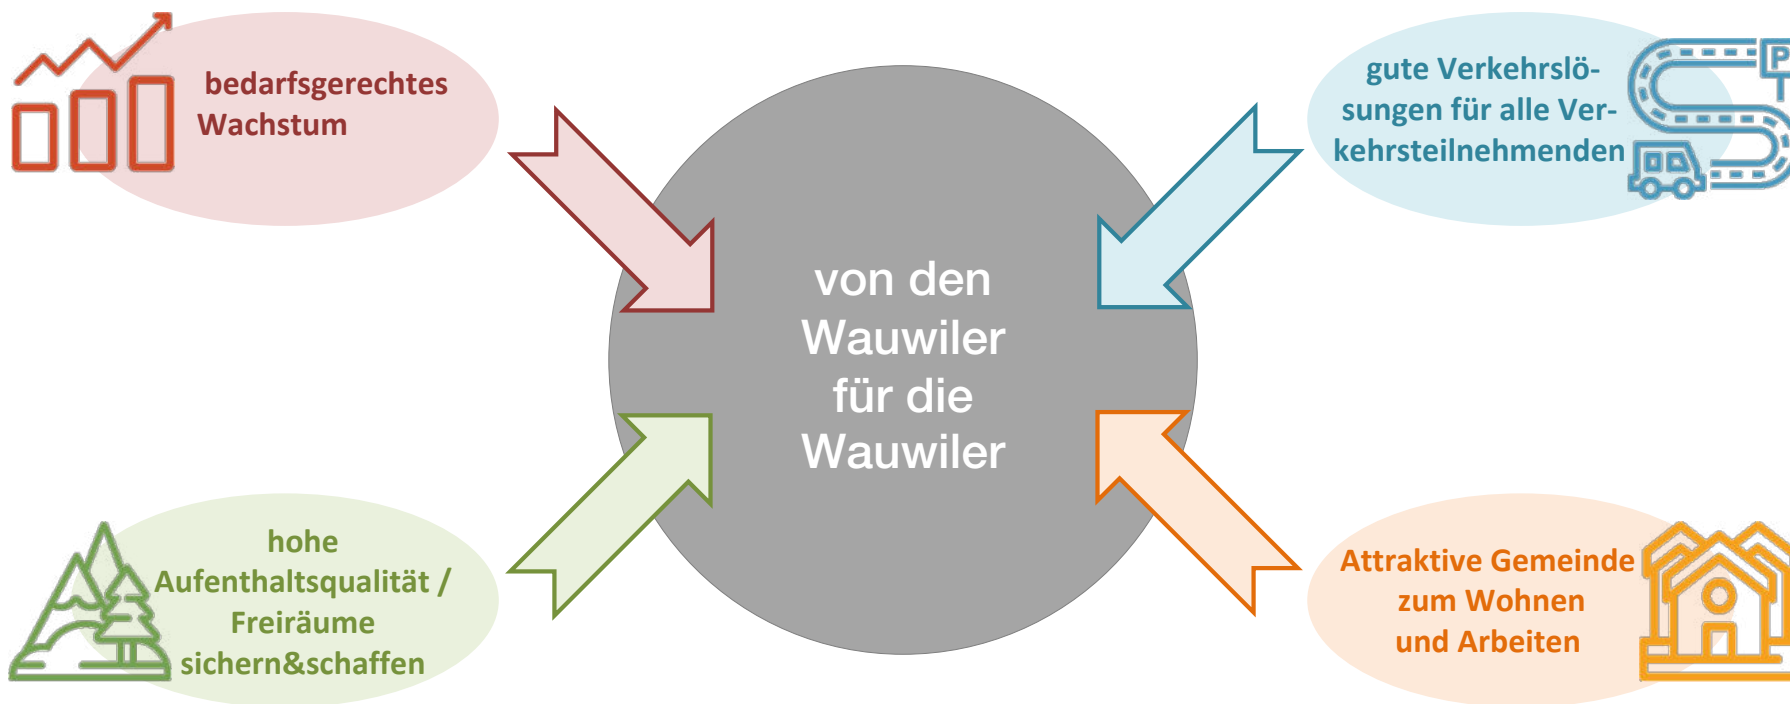 bedarfsgerechtes
Wachstum
gute Verkehrslö-
sungen für alle Ver-
kehrsteilnehmenden
P
von den
Wauwiler
für die
Wauwiler
hohe
Aufenthaltsqualität /
Freiräume
sichern&schaffen
Attraktive Gemeinde
zum Wohnen
und Arbeiten